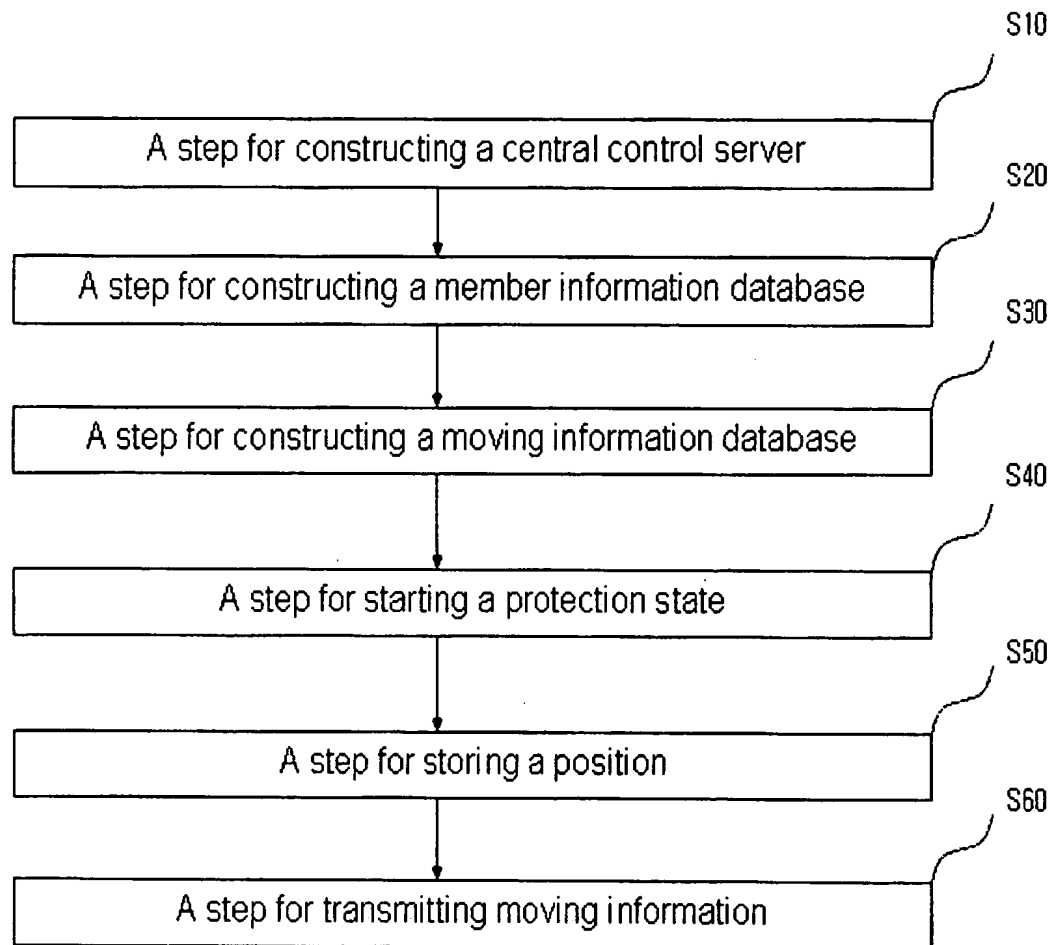 S10
A step for constructing a central control server
S20
A step for constructing a member information database
S30
A step for constructing a moving information database
S40
A step for starting a protection state
S50
A step for storing a position
S60
A step for transmitting moving information